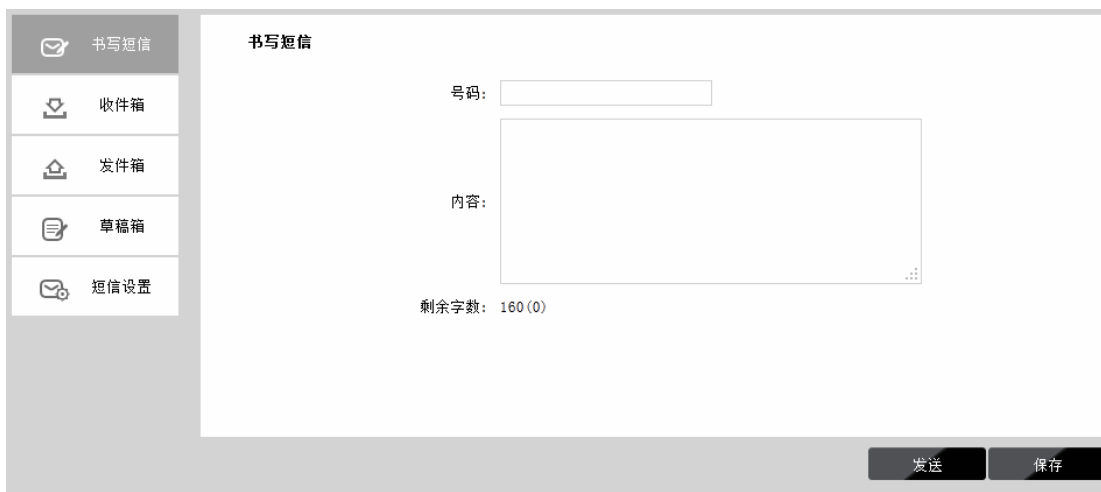 书写短信
收件箱
发件箱
草稿箱
短信设置
书写短信
号码:
内容:
剩余字数: 160(0)
发送
保存